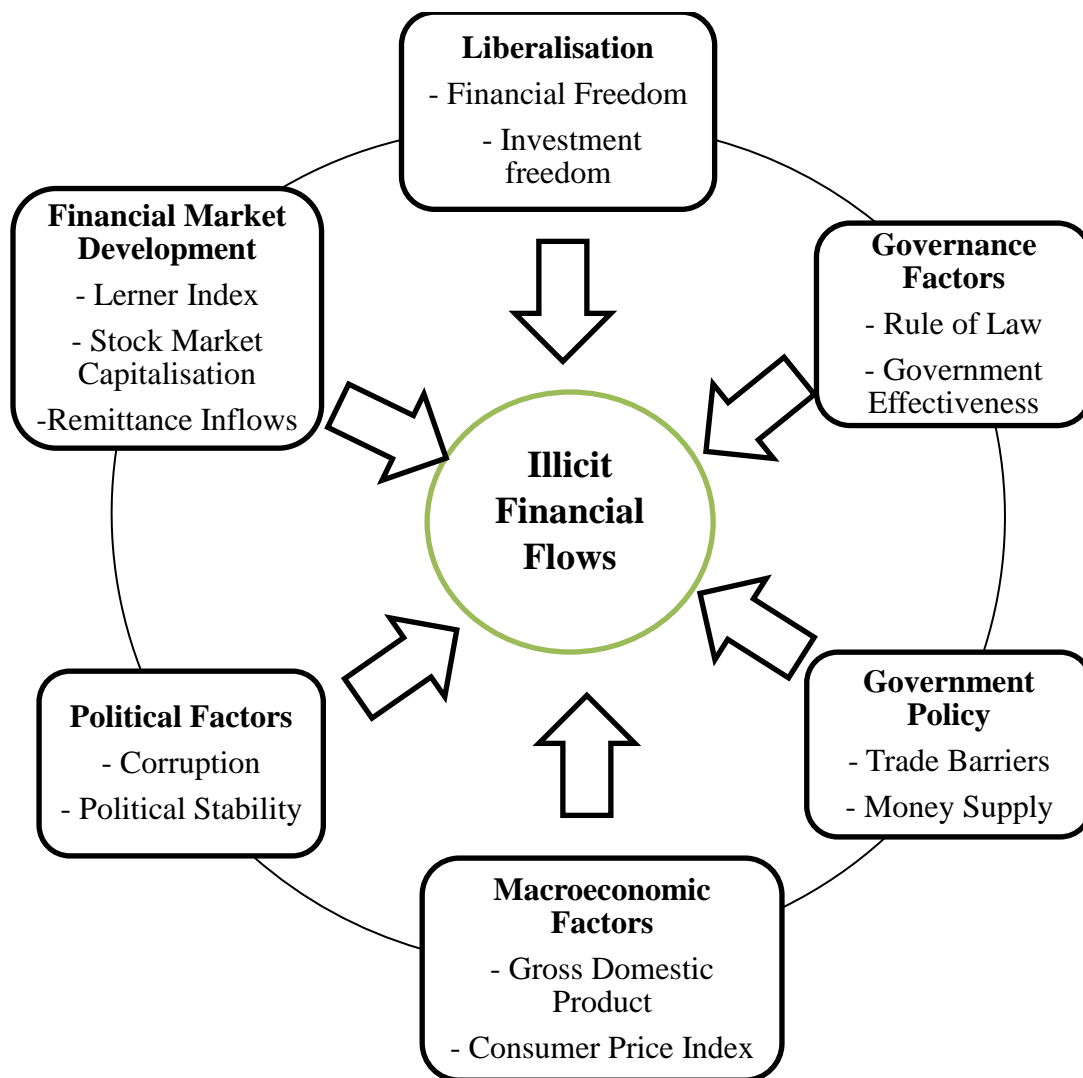 Liberalisation
- Financial Freedom
- Investment
freedom
Financial Market
Development
- Lerner Index
- Stock Market
Capitalisation
-Remittance Inflows
Governance
Factors
- Rule of Law
- Government
Effectiveness
Illicit
Financial
Flows
Political Factors
- Corruption
- Political Stability
Government
Policy
- Trade Barriers
- Money Supply
Macroeconomic
Factors
- Gross Domestic
Product
- Consumer Price Index